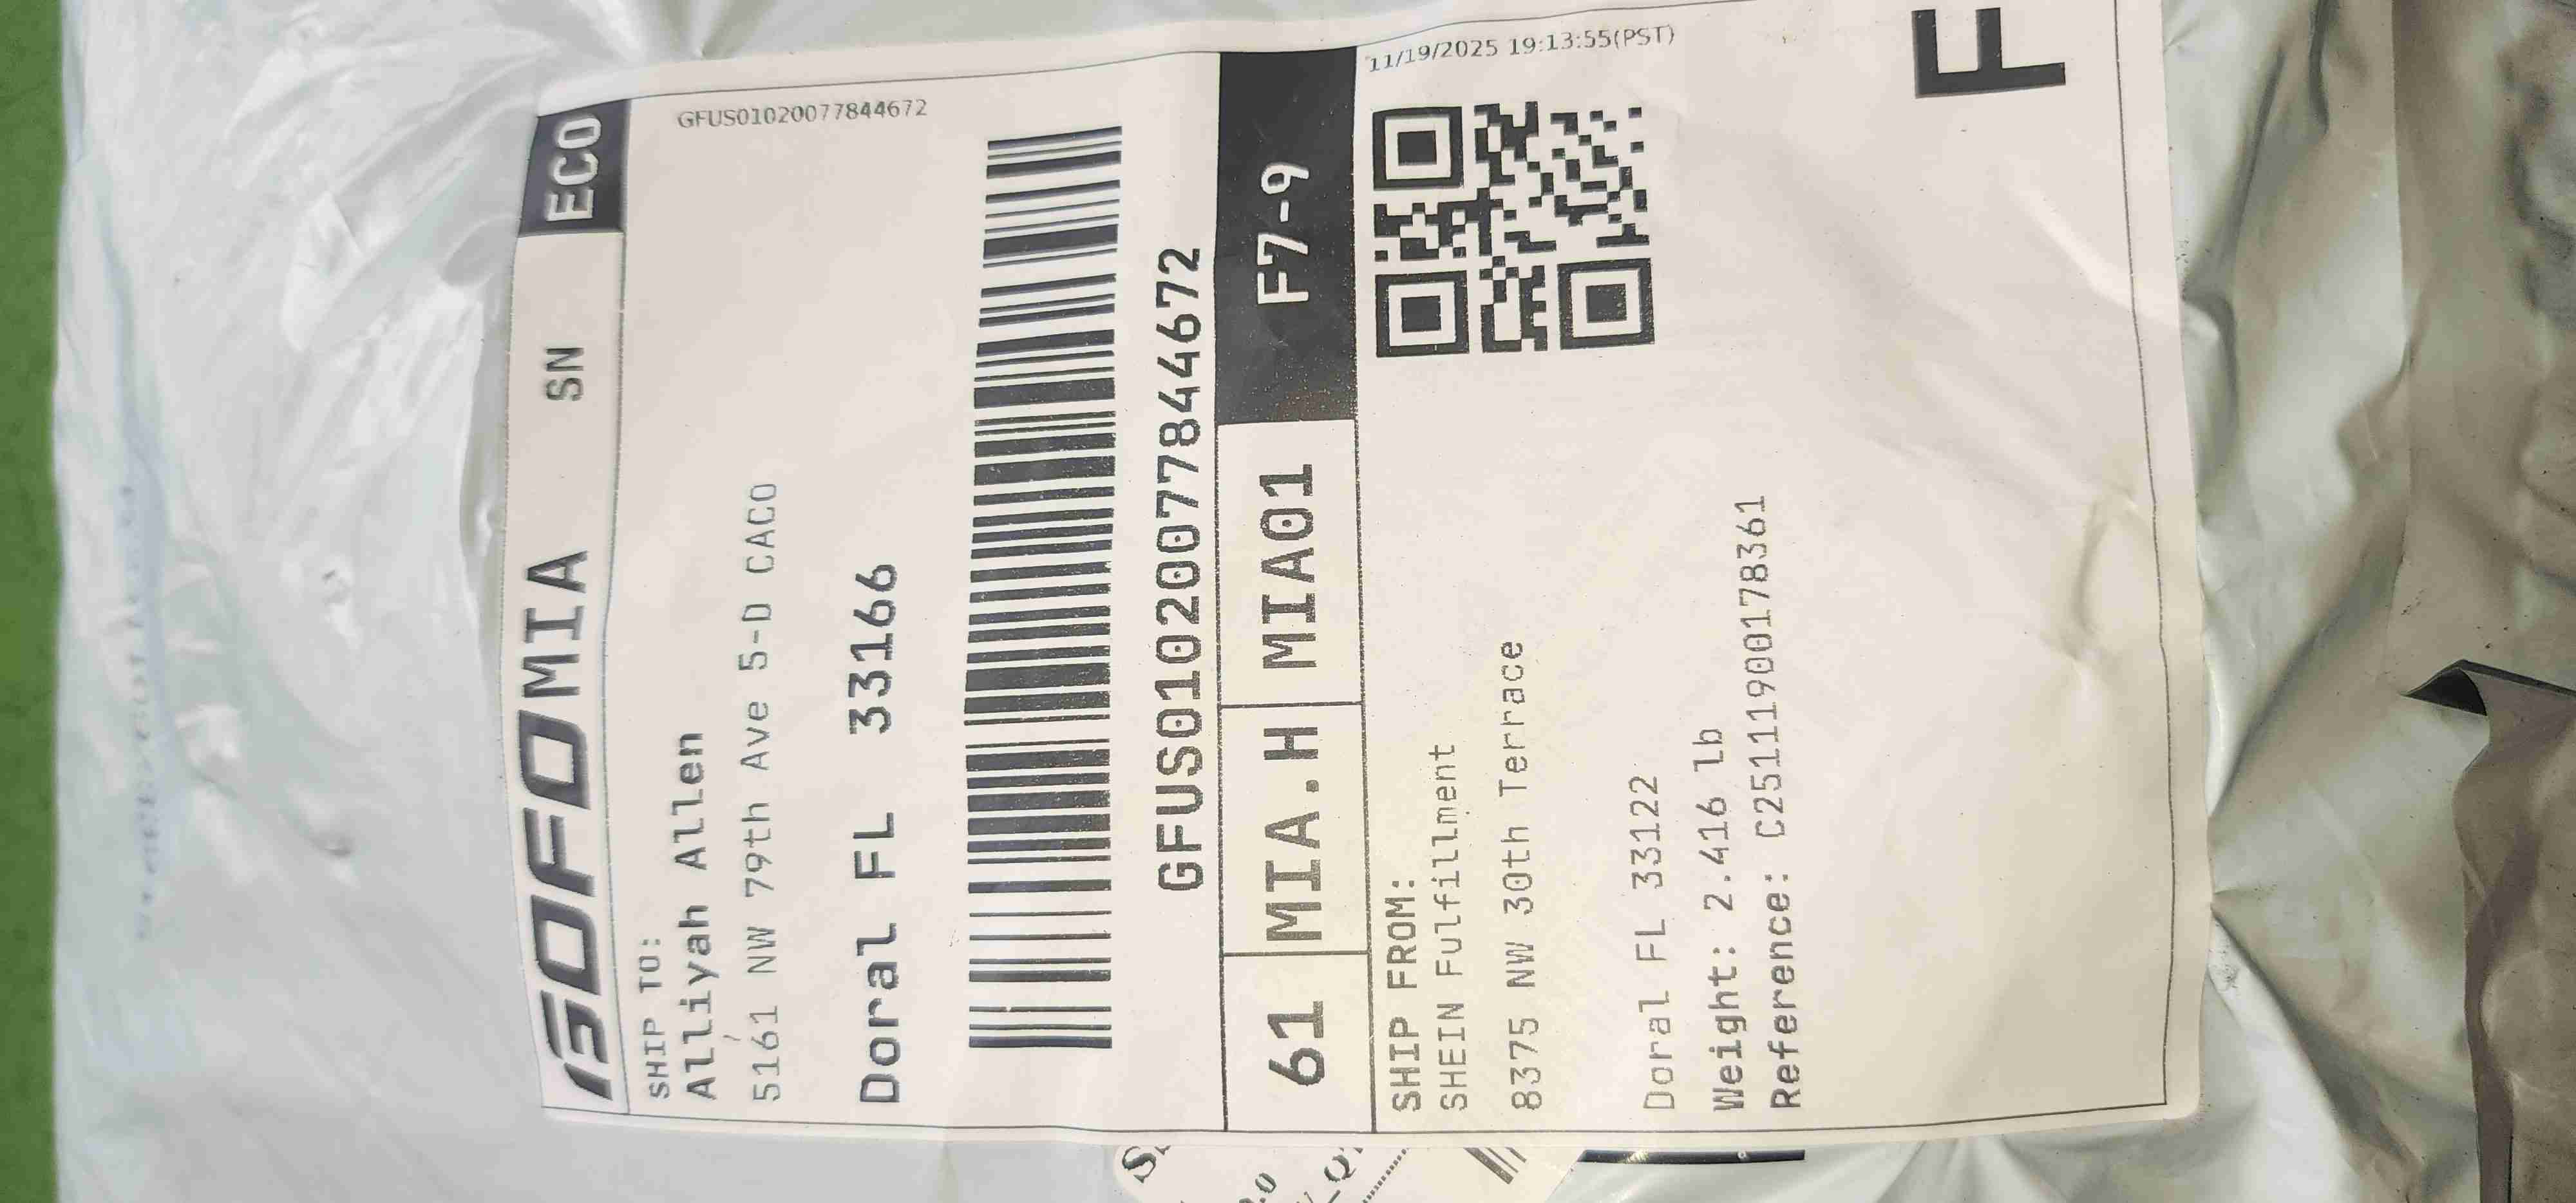 GOFO MIA SN ECO
GFUS01020077844672
SHIP TO:
Alliyah Allen
5161 NW 79th Ave 5-D CACO
Doral FL 33166
GFUS01020077844672
61 MIA.H MIA01 F7-9
11/19/2025 19:13:55(PST)
SHIP FROM:
SHEIN Fulfillment
8375 NW 30th Terrace
Doral FL 33122
Weight: 2.416 lb
Reference: C25111900178361
F